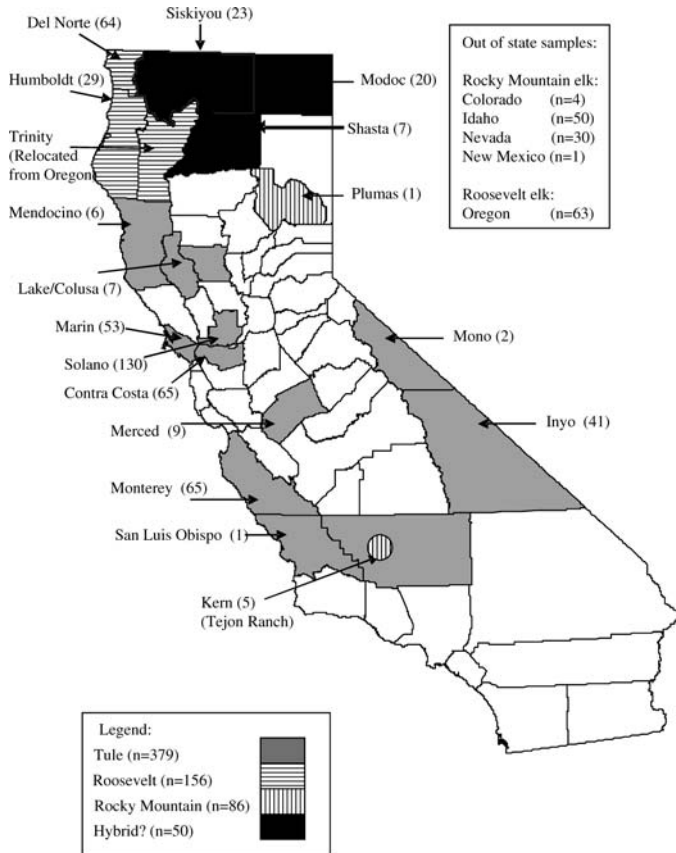 Siskiyou (23)
Del Norte (64)
Humboldt (29)
Modoc (20)
Shasta (7)
Trinity
(Relocated
from Oregon)
Plumas (1)
Mendocino (6)
Lake/Colusa (7)
Marin (53)
Solano (130)
Contra Costa (65)
Mono (2)
Merced (9)
Inyo (41)
Monterey (65)
San Luis Obispo (1)
Kern (5)
(Tejon Ranch)
Out of state samples:
Rocky Mountain elk:
Colorado (n=4)
Idaho (n=50)
Nevada (n=30)
New Mexico (n=1)
Roosevelt elk:
Oregon (n=63)
Legend:
Tule (n=379)
Roosevelt (n=156)
Rocky Mountain (n=86)
Hybrid? (n=50)